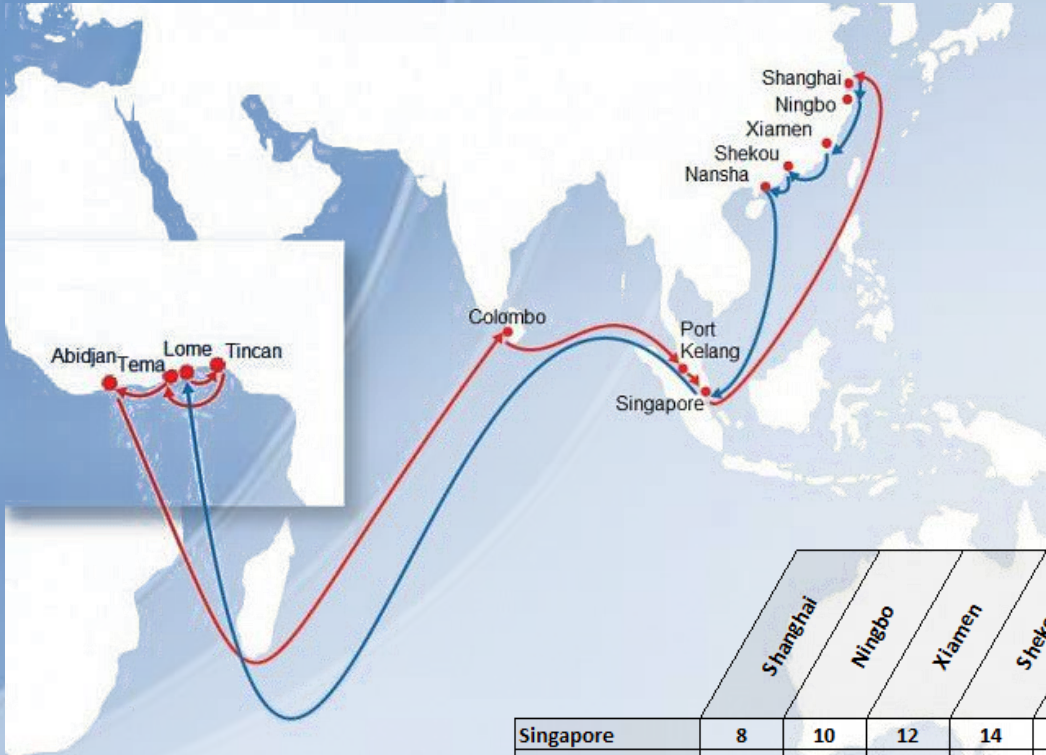 Shanghai
Ningbo
Xiamen
Shekou
Nansha
Colombo
Port
Kelang
Singapore
Abidjan
Tema
Lome
Tincan
Shanghai
Ningbo
Xiamen
Singapore 8 10 12 14